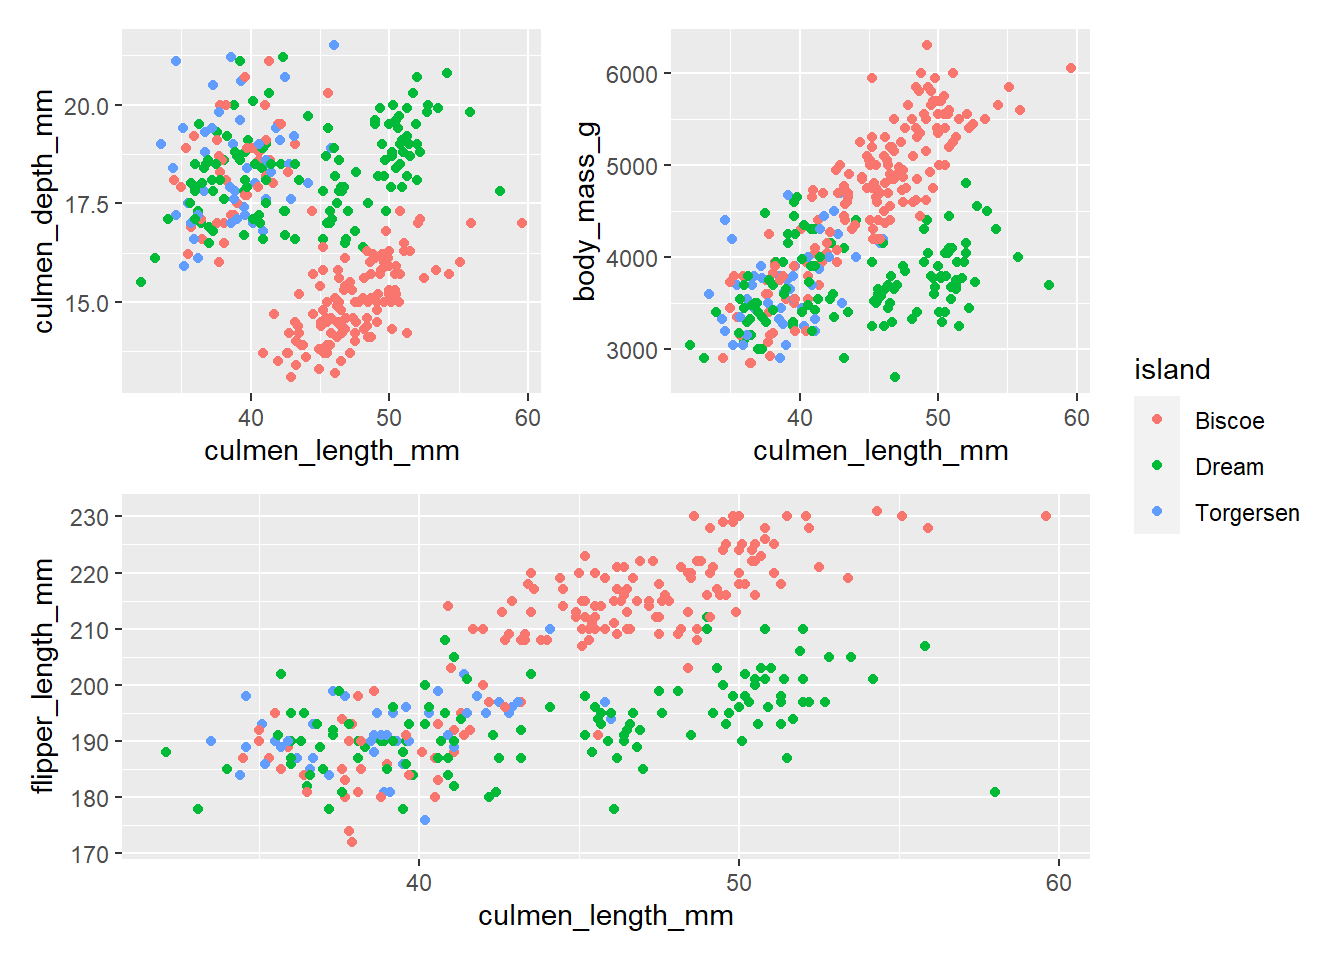 20.0
17.5
15.0
culmen_depth_mm
40 50 60
culmen_length_mm
6000
5000
4000
3000
body_mass_g
40 50 60
culmen_length_mm
island
Biscoe
Dream
Torgersen
230
220
210
200
190
180
170
flipper_length_mm
40 50 60
culmen_length_mm